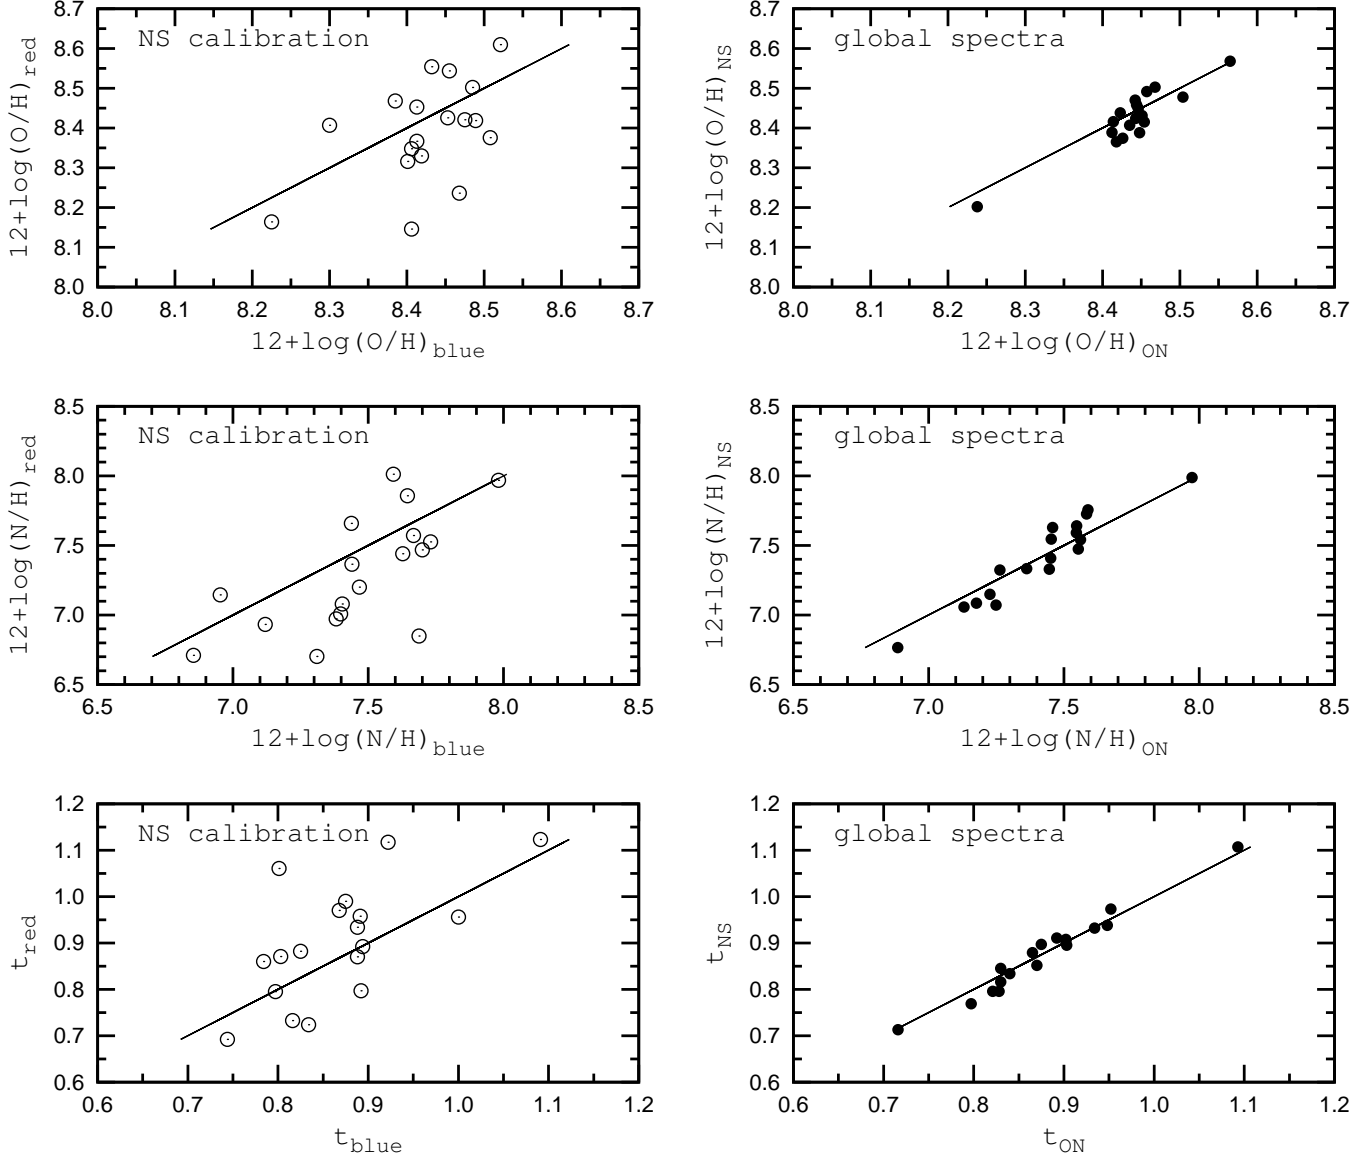 NS calibration
12+log(O/H)red
8.7
8.6
8.5
8.4
8.3
8.2
8.1
8.0
8.0 8.1 8.2 8.3 8.4 8.5 8.6 8.7
12+log(O/H)blue
global spectra
12+log(O/H)NS
8.7
8.6
8.5
8.4
8.3
8.2
8.1
8.0
8.0 8.1 8.2 8.3 8.4 8.5 8.6 8.7
12+log(O/H)ON
NS calibration
12+log(N/H)red
8.5
8.0
7.5
7.0
6.5
6.5 7.0 7.5 8.0 8.5
12+log(N/H)blue
global spectra
12+log(N/H)NS
8.5
8.0
7.5
7.0
6.5
6.5 7.0 7.5 8.0 8.5
12+log(N/H)ON
NS calibration
tred
1.2
1.1
1.0
0.9
0.8
0.7
0.6
0.6 0.7 0.8 0.9 1.0 1.1 1.2
tblue
global spectra
tNS
1.2
1.1
1.0
0.9
0.8
0.7
0.6
0.6 0.7 0.8 0.9 1.0 1.1 1.2
tON